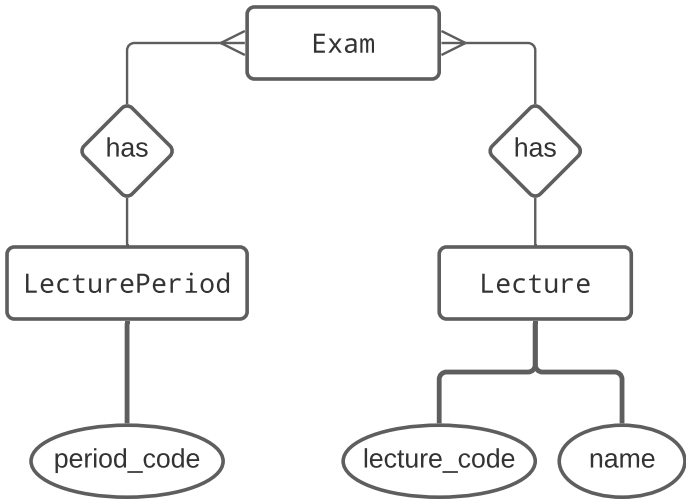 Exam
has
has
LecturePeriod
Lecture
period_code
lecture_code
name